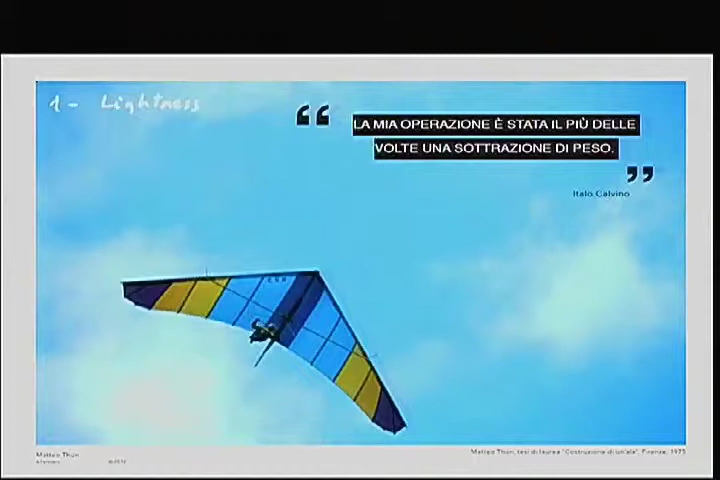 1- Lightness
“
LA MIA OPERAZIONE È STATA IL PIÙ DELLE
VOLTE UNA SOTTRAZIONE DI PESO.
”
Italo Calvino
Matteo Thun
Matteo Thun, tesi di laurea "Costruzione di un'ala", Firenze, 1975